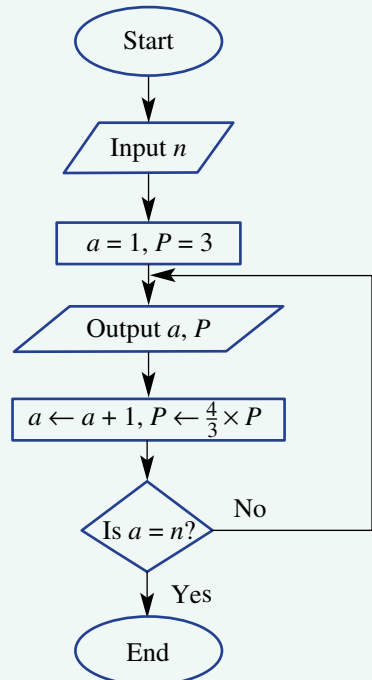 Start
Input n
a = 1, P = 3
Output a, P
a ← a + 1, P ← 4/3 × P
Is a = n?
No
Yes
End